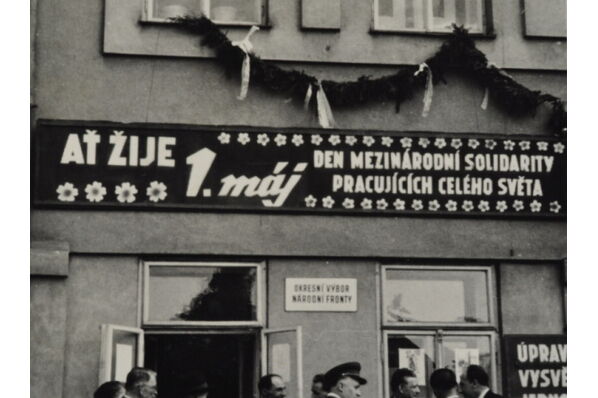 AŤ ŽIJE
1. máj
DEN MEZINÁRODNÍ SOLIDARITY
PRACUJÍCÍCH CELÉHO SVĚTA
OKRESNÍ VÝBOR
NÁRODNÍ FRONTY
ÚPRAV
VYSVĚ